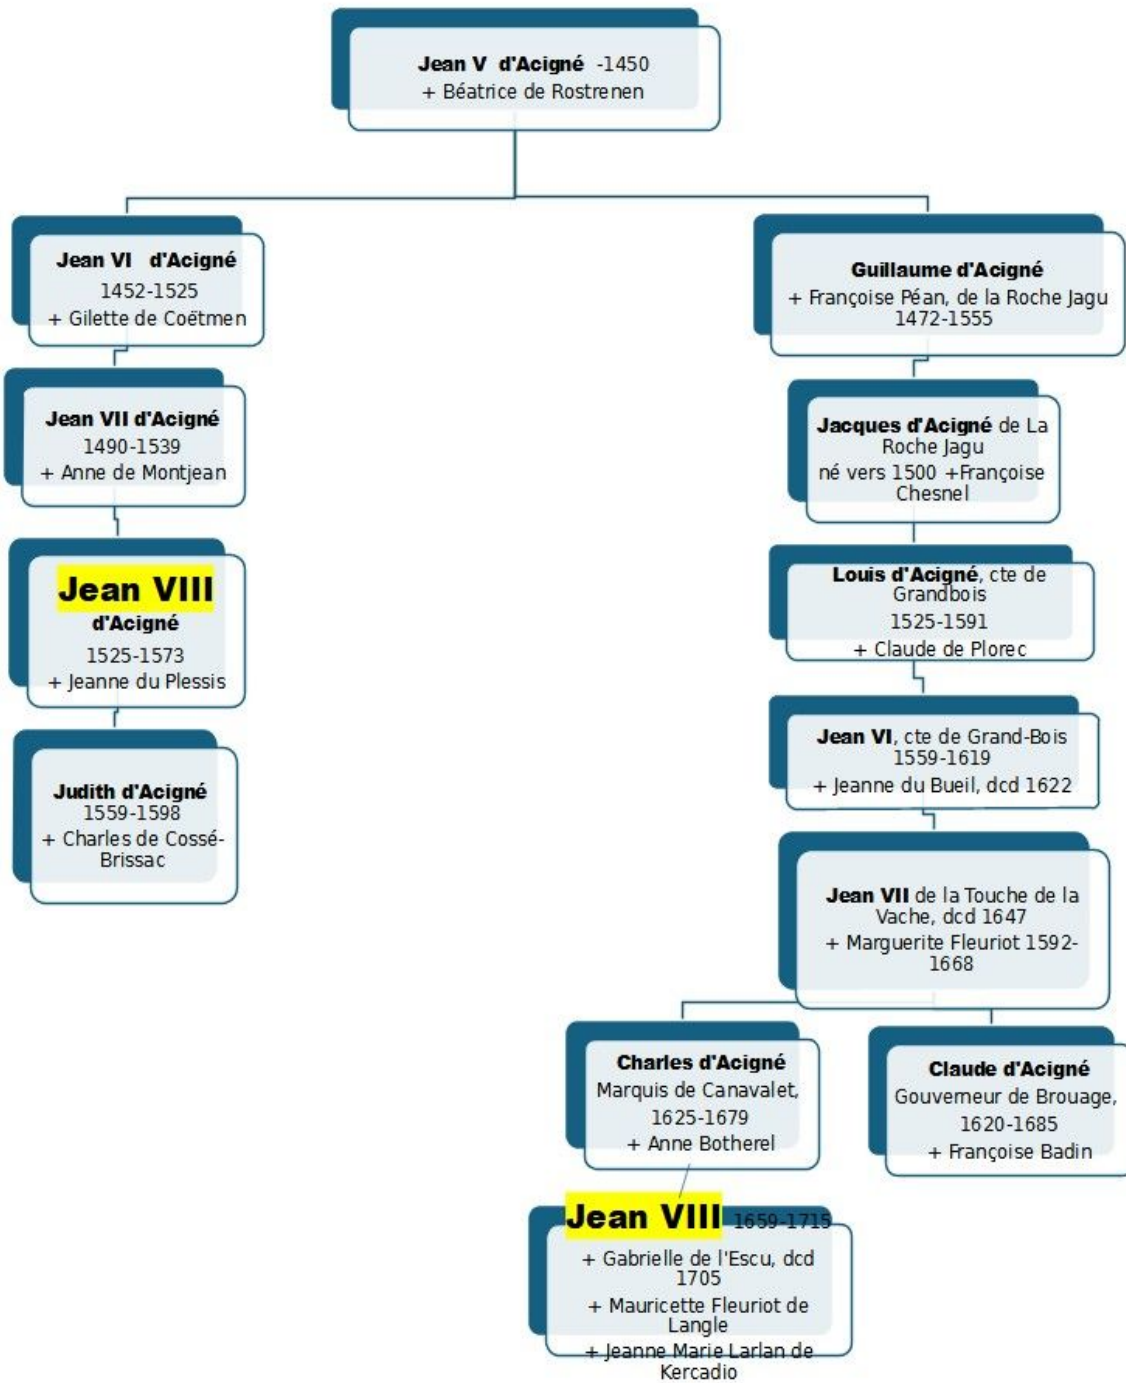 Jean V d'Acigné -1450
+ Béatrice de Rostrenen
Jean VI d'Acigné
1452-1525
+ Gilette de Coëtmen
Jean VII d'Acigné
1490-1539
+ Anne de Montjean
Jean VIII
d'Acigné
1525-1573
+ Jeanne du Plessis
Judith d'Acigné
1559-1598
+ Charles de Cossé-
Brissac
Guillaume d'Acigné
+ Françoise Péan, de la Roche Jagu
1472-1555
Jacques d'Acigné de La
Roche Jagu
né vers 1500 +Françoise
Chesnel
Louis d'Acigné, cte de
Grandbois
1525-1591
+ Claude de Plorec
Jean VI, cte de Grand-Bois
1559-1619
+ Jeanne du Bueil, dcd 1622
Jean VII de la Touche de la
Vache, dcd 1647
+ Marguerite Fleuriot 1592-
1668
Charles d'Acigné
Marquis de Canavalet,
1625-1679
+ Anne Botherel
Claude d'Acigné
Gouverneur de Brouage,
1620-1685
+ Françoise Badin
Jean VIII 1659-1715
+ Gabrielle de l'Escu, dcd
1705
+ Mauricette Fleuriot de
Langle
+ Jeanne Marie Larlan de
Kercadio